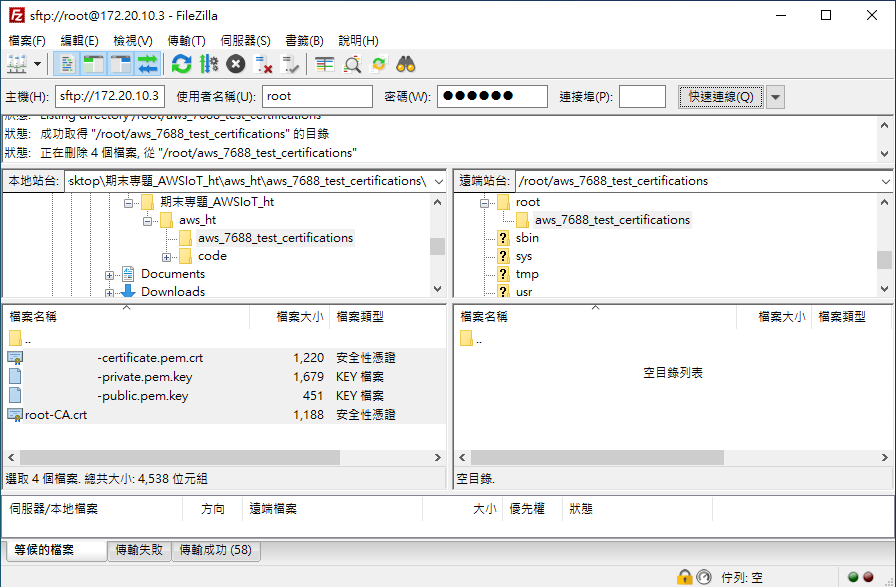 sftp://root@172.20.10.3 - FileZilla
檔案(F) 編輯(E) 檢視(V) 傳輸(T) 伺服器(S) 書籤(B) 說明(H)
主機(H): sftp://172.20.10.3 使用者名稱(U): root 密碼(W): ●●●●●● 連接埠(P): 快速連線(Q)
狀態: Listing directory /root/aws_7688_test_certifications
狀態: 成功取得 "/root/aws_7688_test_certifications" 的目錄
狀態: 正在刪除 4 個檔案, 從 "/root/aws_7688_test_certifications"
本地站台: sktop\期末專題_AWSIoT_ht\aws_ht\aws_7688_test_certifications\
期末專題_AWSIoT_ht
aws_ht
aws_7688_test_certifications
code
Documents
Downloads
遠端站台: /root/aws_7688_test_certifications
root
aws_7688_test_certifications
? sbin
? sys
? tmp
? usr
檔案名稱 檔案大小 檔案類型
..
-certificate.pem.crt 1,220 安全性憑證
-private.pem.key 1,679 KEY 檔案
-public.pem.key 451 KEY 檔案
root-CA.crt 1,188 安全性憑證
選取 4 個檔案. 總共大小: 4,538 位元組
檔案名稱 檔案大小 檔案類型
..
空目錄列表
空目錄.
伺服器/本地檔案 方向 遠端檔案 大小 優先權 狀態
等候的檔案 傳輸失敗 傳輸成功 (58)
佇列: 空